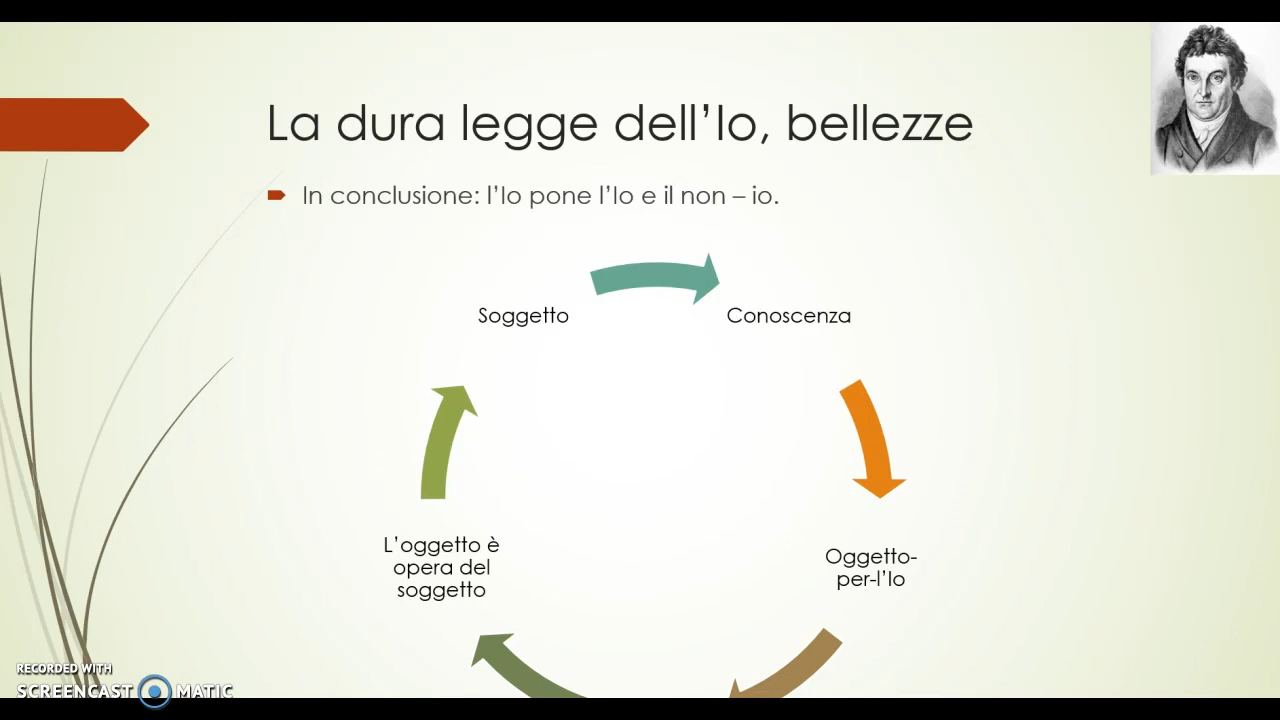 La dura legge dell’Io, bellezze
In conclusione: l’Io pone l’Io e il non – io.
Soggetto
Conoscenza
Oggetto-
per-l’Io
L’oggetto è
opera del
soggetto
RECORDED WITH
SCREENCAST MATIC